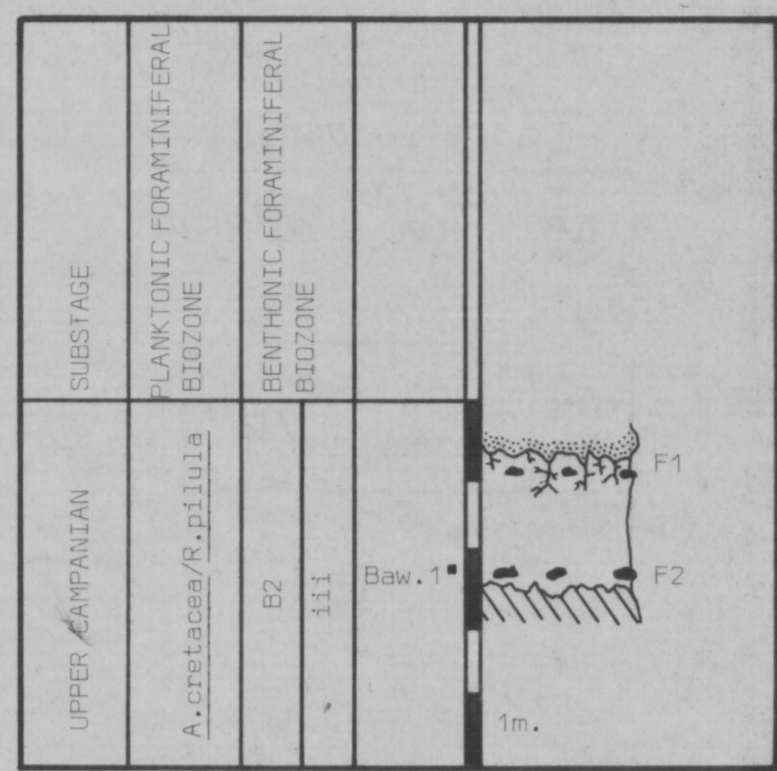 SUBSTAGE
PLANKTONIC FORAMINIFERAL
BIOZONE
BENTHONIC FORAMINIFERAL
BIOZONE
UPPER CAMPANIAN
A.cretacea/R.pilula
B2
iii
Baw.1
F1
F2
1m.